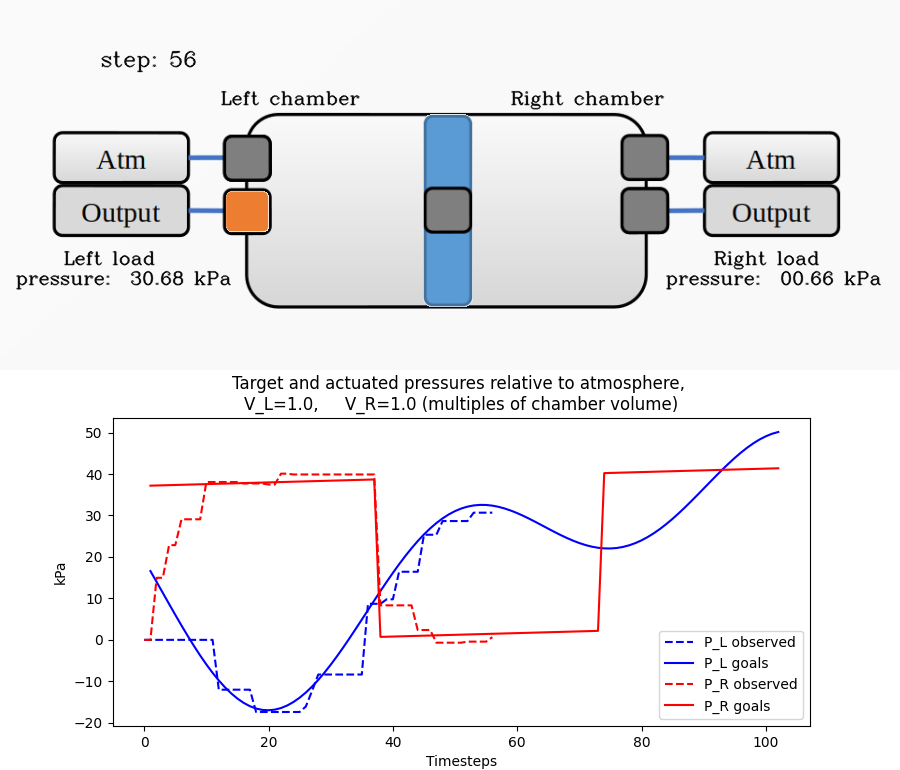 step: 56
Left chamber
Right chamber
Atm
Atm
Output
Output
Left load
pressure: 30.68 kPa
Right load
pressure: 00.66 kPa
Target and actuated pressures relative to atmosphere,
V_L=1.0, V_R=1.0 (multiples of chamber volume)
50
40
30
20
10
0
−10
−20
kPa
P_L observed
P_L goals
P_R observed
P_R goals
0 20 40 60 80 100
Timesteps